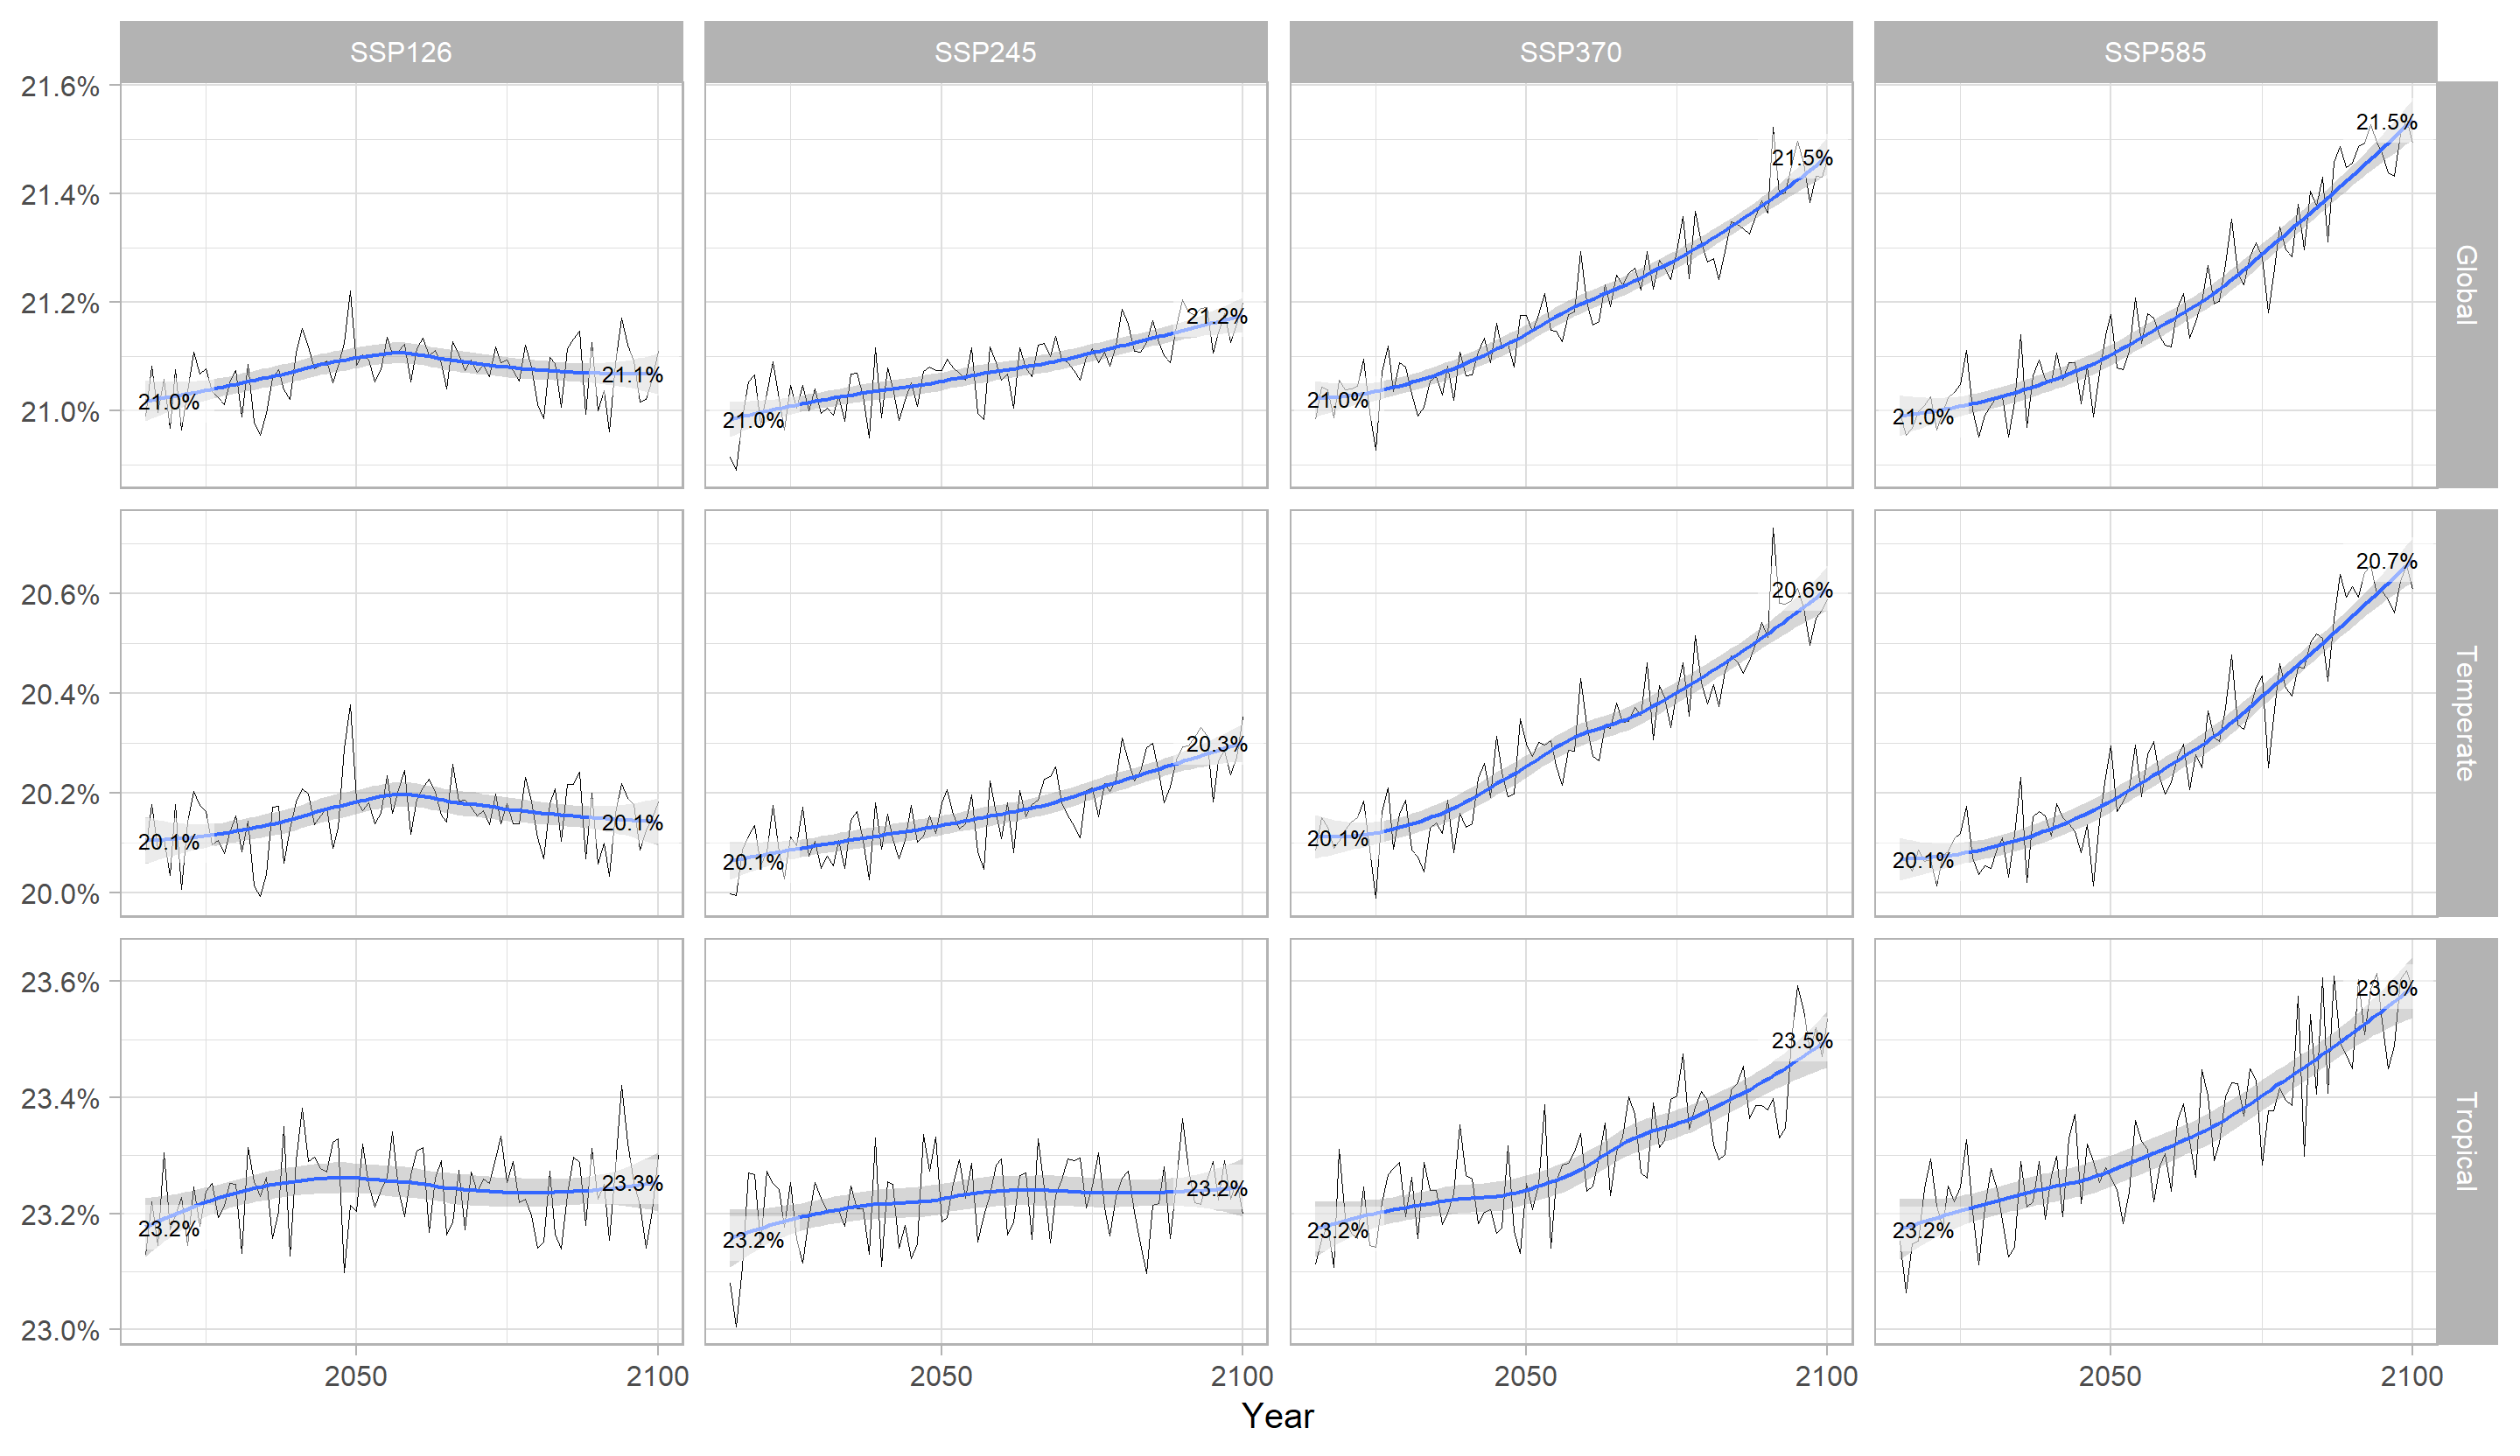 SSP126 SSP245 SSP370 SSP585
21.6%
21.4%
21.2%
21.0%
21.0% 21.1% 21.0% 21.2% 21.0% 21.5% 21.0% 21.5%
Global
20.6%
20.4%
20.2%
20.0%
20.1% 20.1% 20.1% 20.3% 20.1% 20.6% 20.1% 20.7%
Temperate
23.6%
23.4%
23.2%
23.0%
23.2% 23.3% 23.2% 23.2% 23.2% 23.5% 23.2% 23.6%
Tropical
2050 2100 2050 2100 2050 2100 2050 2100
Year